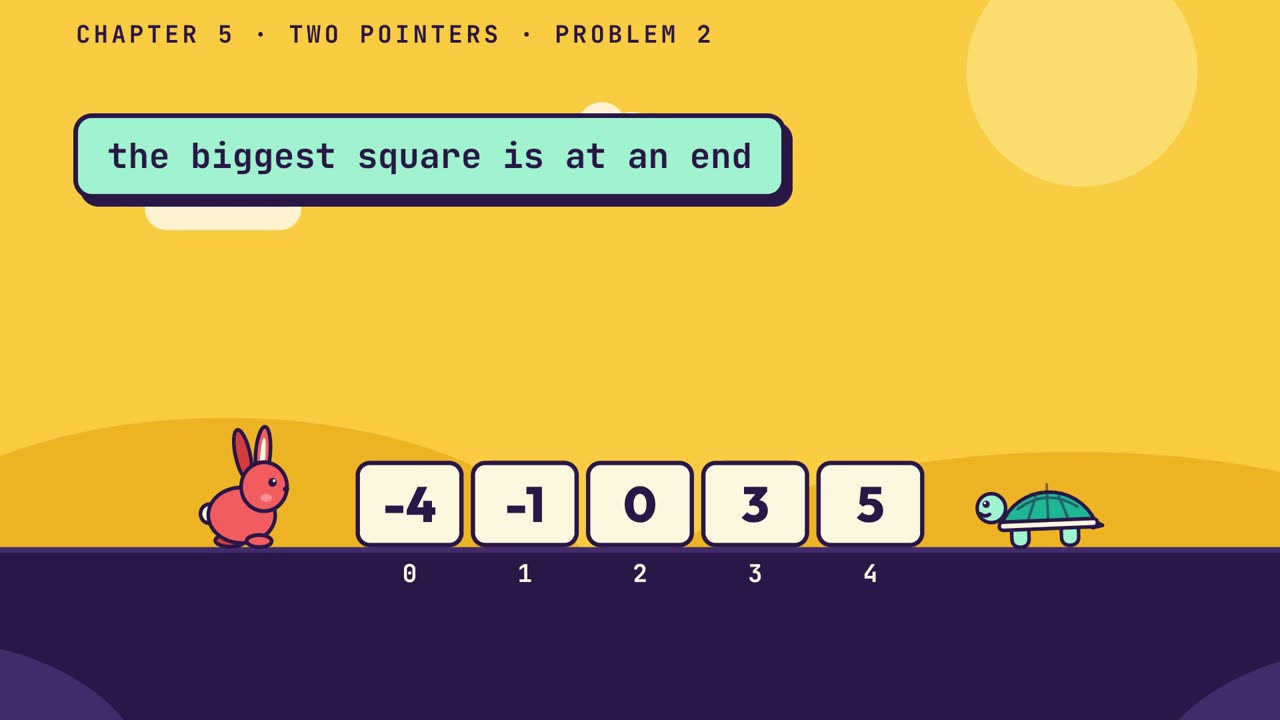 CHAPTER 5 · TWO POINTERS · PROBLEM 2
the biggest square is at an end
-4 -1 0 3 5
0 1 2 3 4